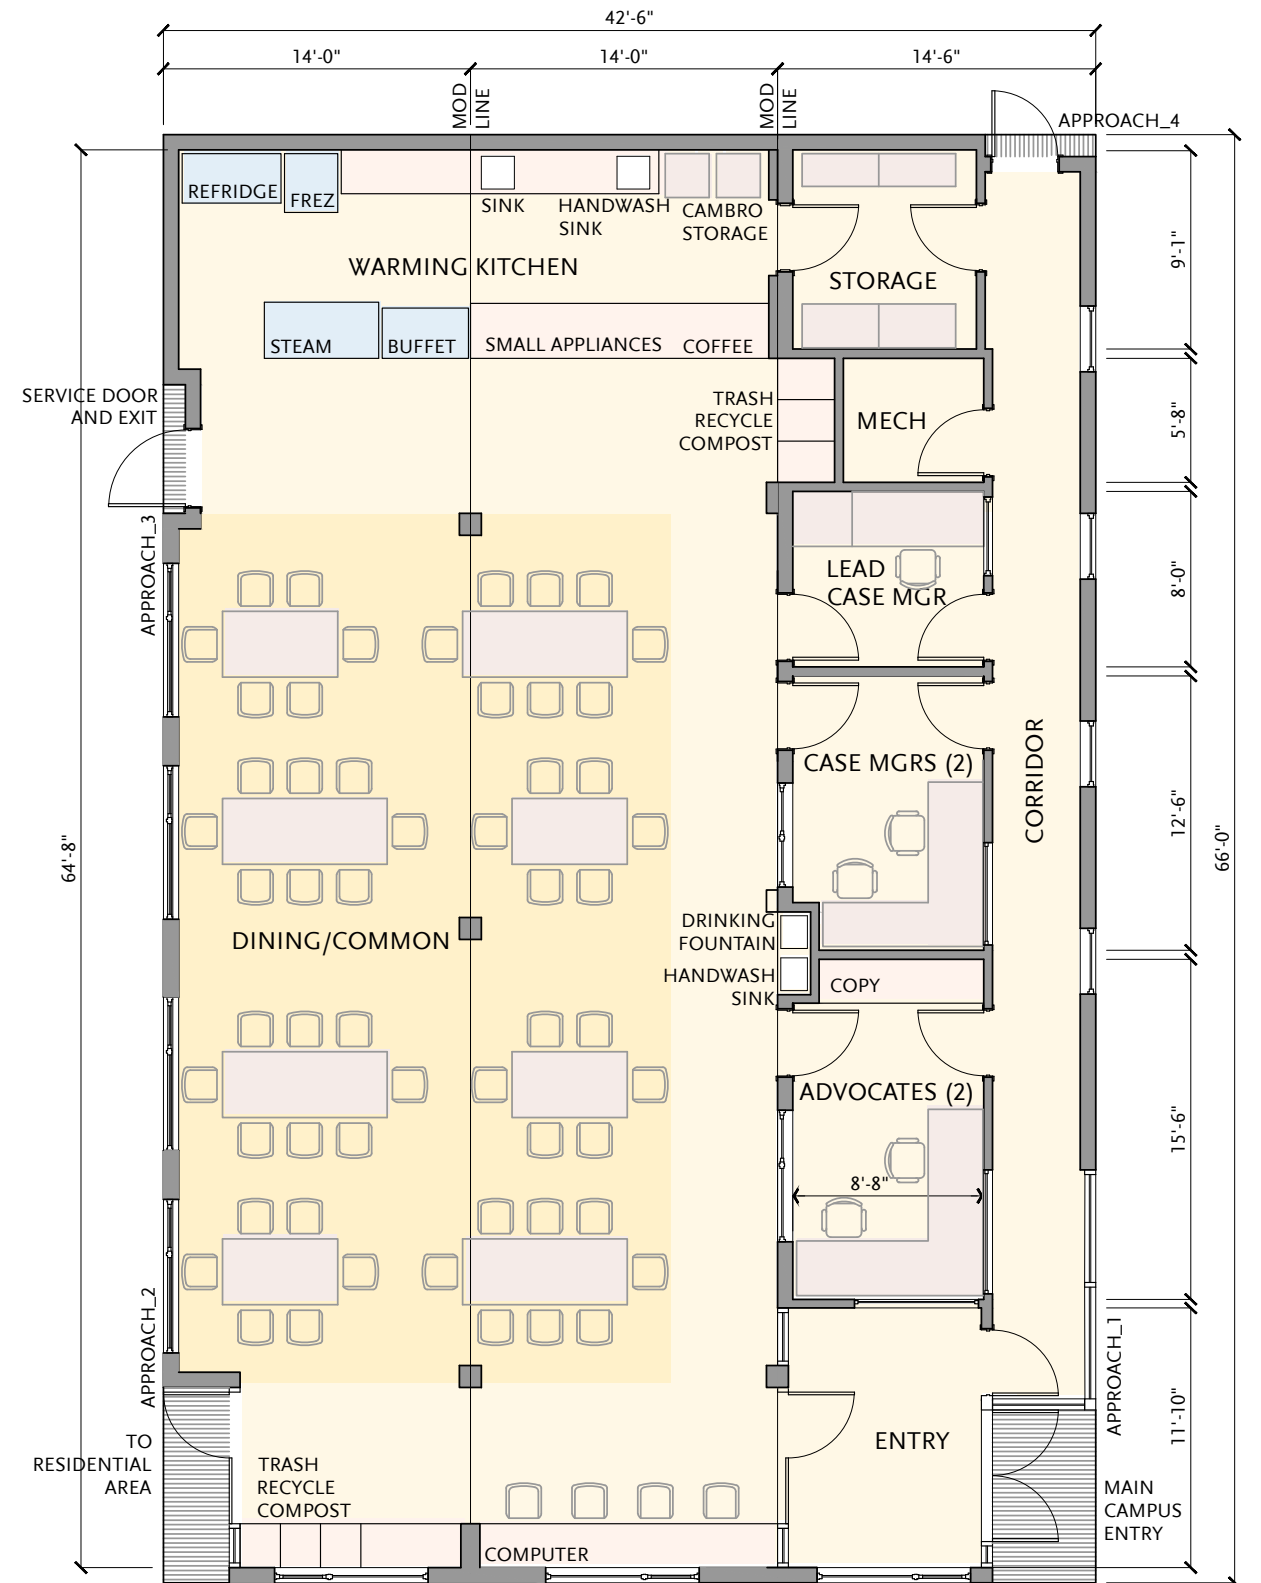 42'-6"
14'-0"
14'-0"
14'-6"
MOD
LINE
MOD
LINE
APPROACH_4
REFRIDGE
FREZ
SINK
HANDWASH
SINK
CAMBRO
STORAGE
WARMING KITCHEN
STORAGE
9'-1"
STEAM
BUFFET
SMALL APPLIANCES
COFFEE
SERVICE DOOR
AND EXIT
TRASH
RECYCLE
COMPOST
MECH
5'-8"
APPROACH_3
LEAD
CASE MGR
8'-0"
CORRIDOR
CASE MGRS (2)
12'-6"
64'-8"
66'-0"
DINING/COMMON
DRINKING
FOUNTAIN
HANDWASH
SINK
COPY
ADVOCATES (2)
15'-6"
8'-8"
APPROACH_2
APPROACH_1
TO
RESIDENTIAL
AREA
TRASH
RECYCLE
COMPOST
ENTRY
11'-10"
MAIN
CAMPUS
ENTRY
COMPUTER